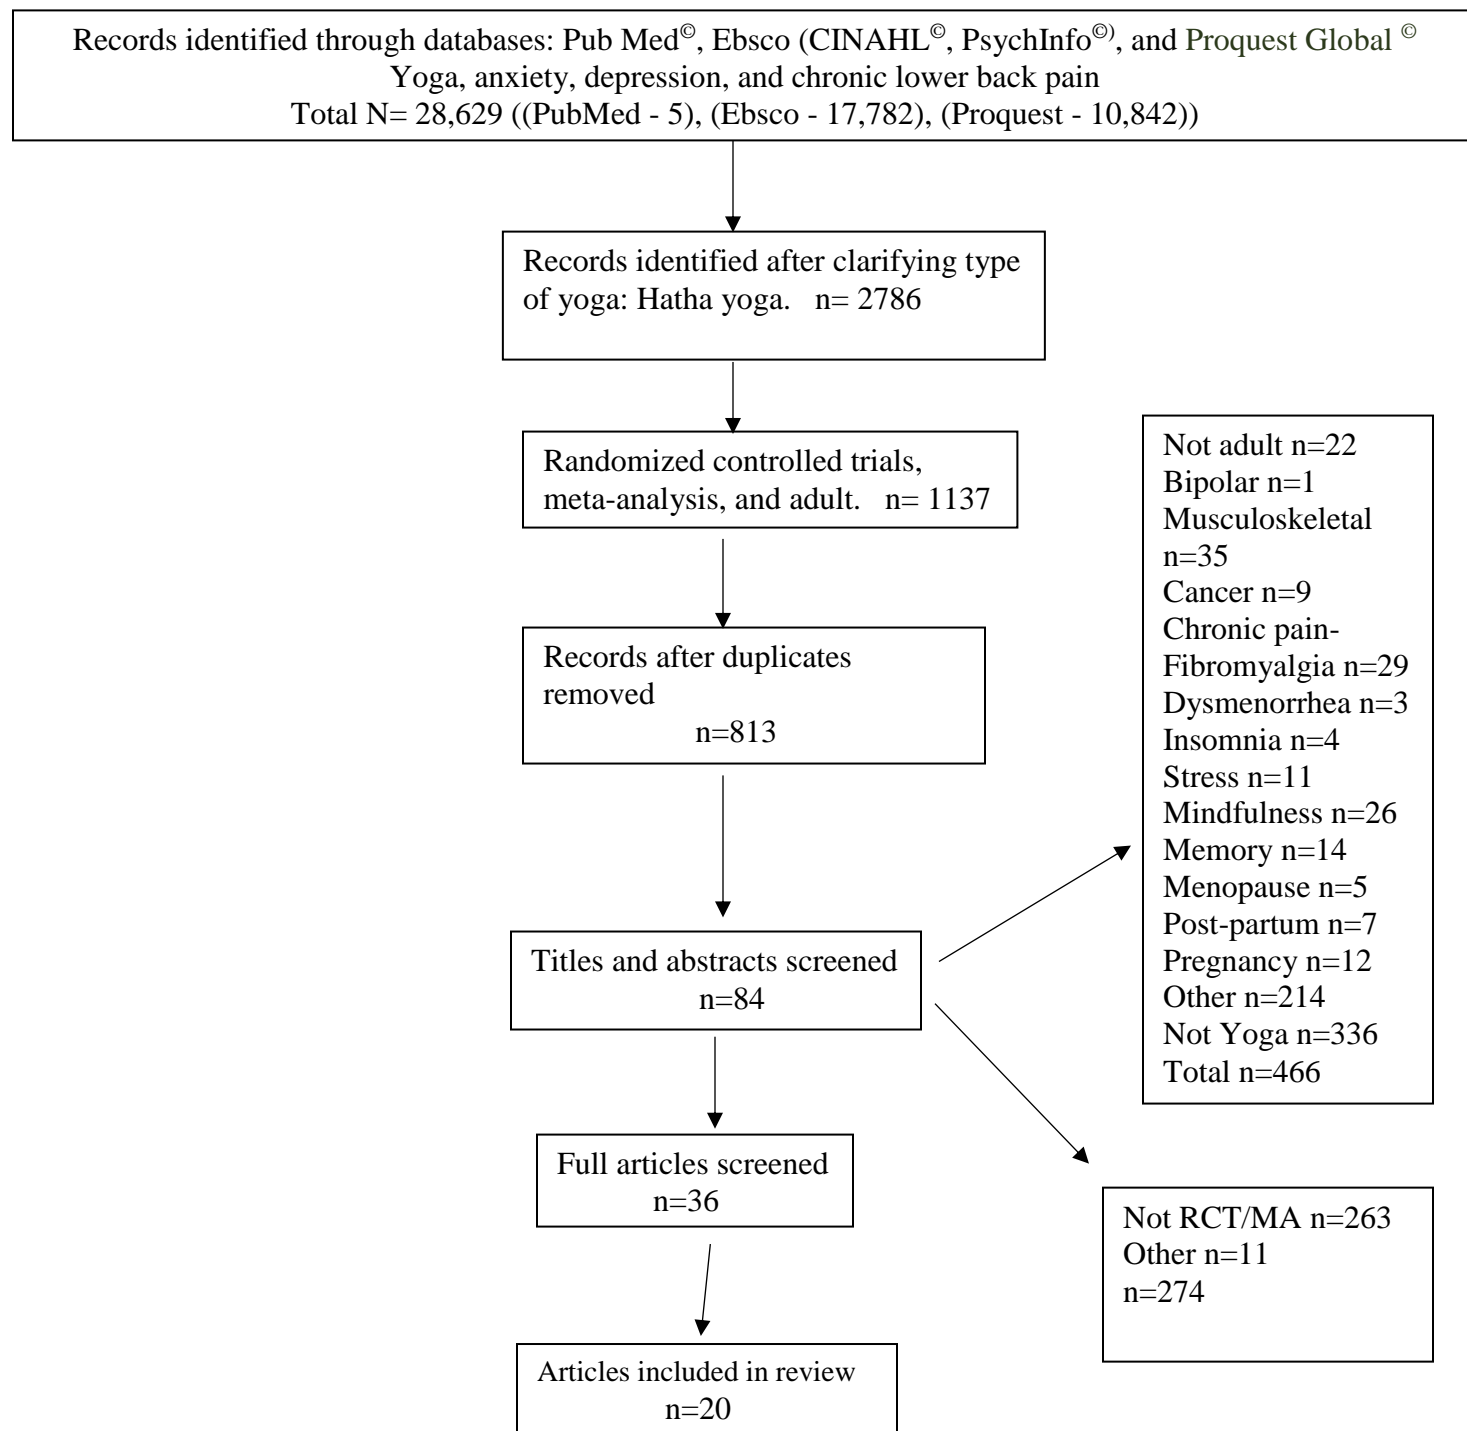 Records identified through databases: Pub Med©, Ebsco (CINAHL©, PsychInfo©), and Proquest Global ©
Yoga, anxiety, depression, and chronic lower back pain
Total N= 28,629 ((PubMed - 5), (Ebsco - 17,782), (Proquest - 10,842))
Records identified after clarifying type
of yoga: Hatha yoga. n= 2786
Randomized controlled trials,
meta-analysis, and adult. n= 1137
Records after duplicates
removed
n=813
Titles and abstracts screened
n=84
Not adult n=22
Bipolar n=1
Musculoskeletal
n=35
Cancer n=9
Chronic pain-
Fibromyalgia n=29
Dysmenorrhea n=3
Insomnia n=4
Stress n=11
Mindfulness n=26
Memory n=14
Menopause n=5
Post-partum n=7
Pregnancy n=12
Other n=214
Not Yoga n=336
Total n=466
Full articles screened
n=36
Not RCT/MA n=263
Other n=11
n=274
Articles included in review
n=20